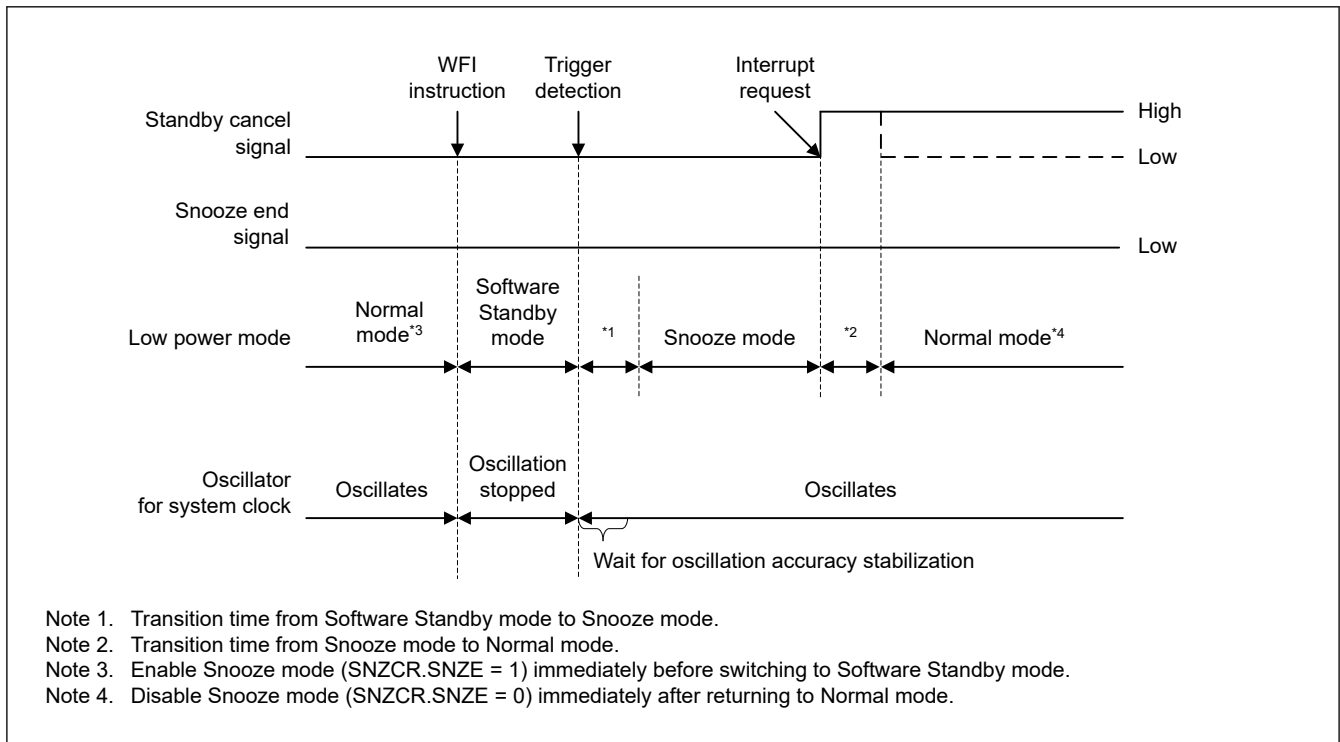 WFI
instruction
Trigger
detection
Interrupt
request
Standby cancel
signal
High
Low
Snooze end
signal
Low
Low power mode
Normal
mode*3
Software
Standby
mode
*1
Snooze mode
*2
Normal mode*4
Oscillator
for system clock
Oscillates
Oscillation
stopped
Oscillates
Wait for oscillation accuracy stabilization
Note 1. Transition time from Software Standby mode to Snooze mode.
Note 2. Transition time from Snooze mode to Normal mode.
Note 3. Enable Snooze mode (SNZCR.SNZE = 1) immediately before switching to Software Standby mode.
Note 4. Disable Snooze mode (SNZCR.SNZE = 0) immediately after returning to Normal mode.